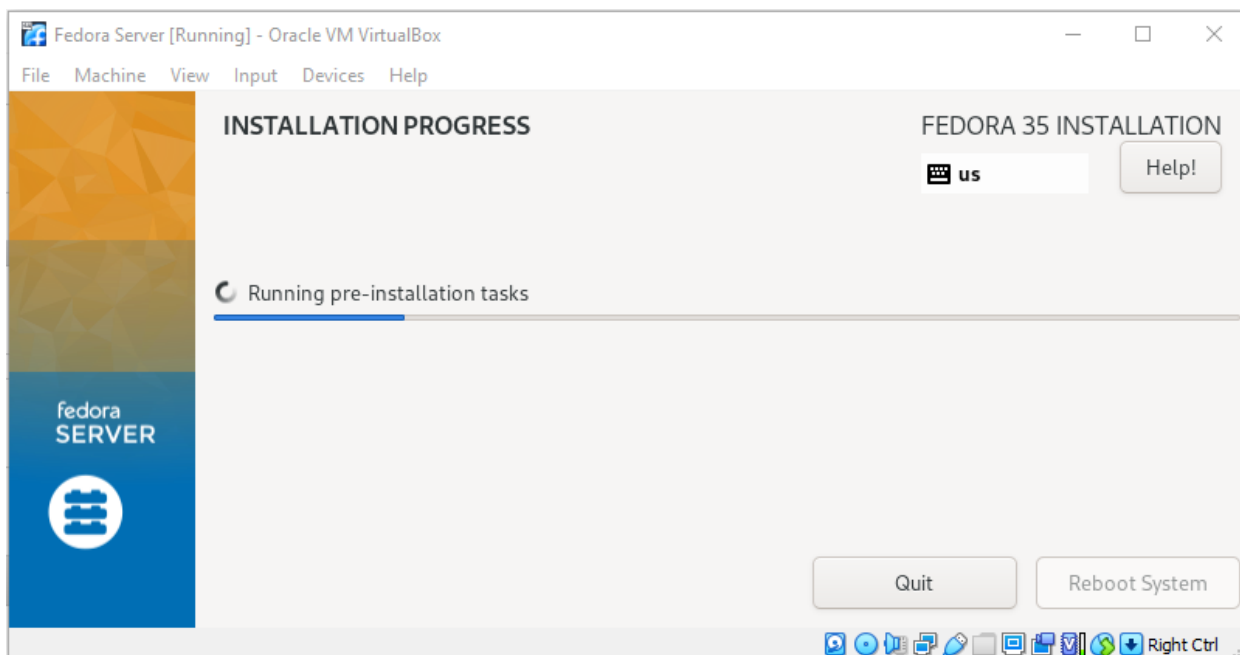 Fedora Server [Running] - Oracle VM VirtualBox
File Machine View Input Devices Help
INSTALLATION PROGRESS
FEDORA 35 INSTALLATION
us
Help!
Running pre-installation tasks
fedora
SERVER
Quit
Reboot System
Right Ctrl